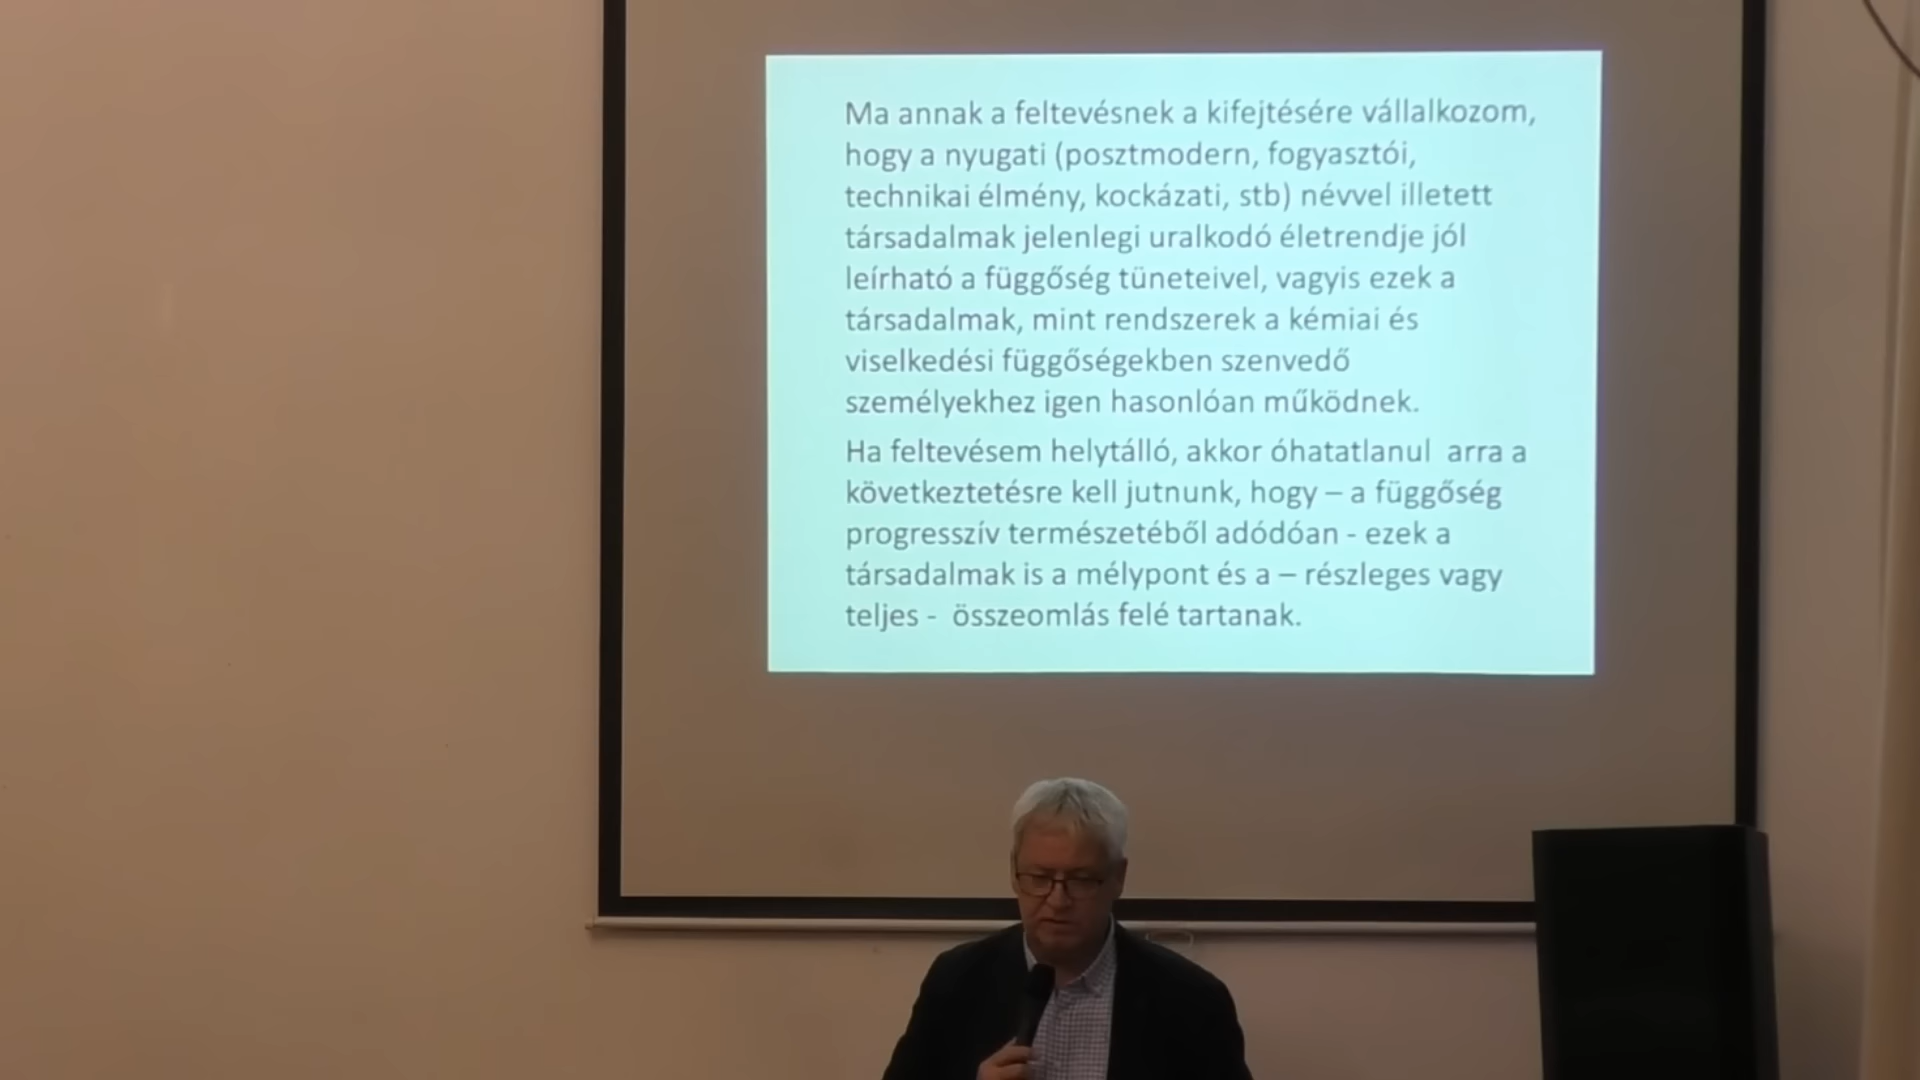 Ma annak a feltevésnek a kifejtésére vállalkozom,
hogy a nyugati (posztmodern, fogyasztói,
technikai élmény, kockázati, stb) névvel illetett
társadalmak jelenlegi uralkodó életrendje jól
leírható a függőség tüneteivel, vagyis ezek a
társadalmak, mint rendszerek a kémiai és
viselkedési függőségekben szenvedő
személyekhez igen hasonlóan működnek.
Ha feltevésem helytálló, akkor óhatatlanul  arra a
következtetésre kell jutnunk, hogy – a függőség
progresszív természetéből adódóan - ezek a
társadalmak is a mélypont és a – részleges vagy
teljes -  összeomlás felé tartanak.